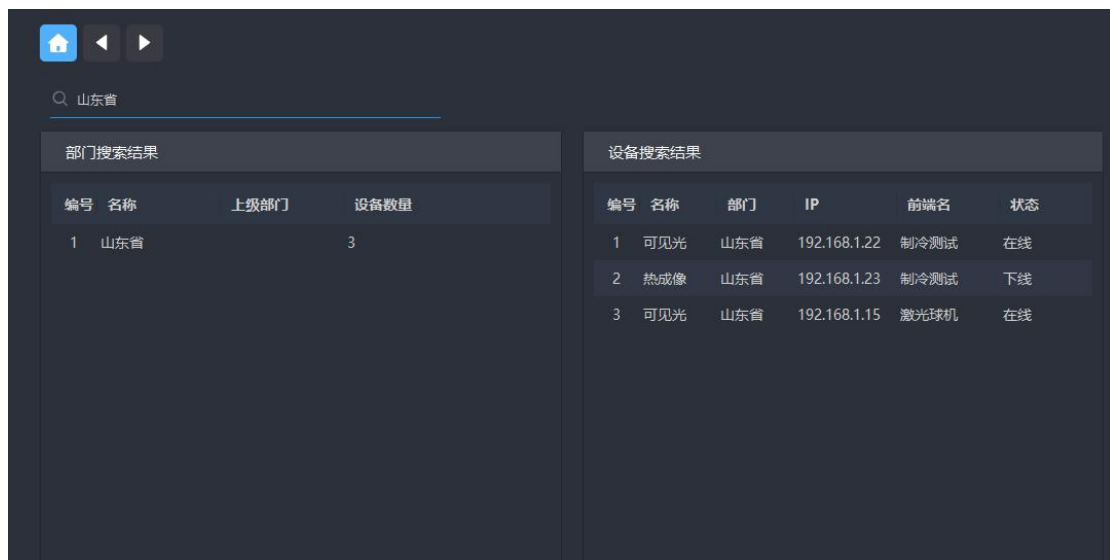 山东省
部门搜索结果
编号 名称 上级部门 设备数量
1 山东省 3
设备搜索结果
编号 名称 部门 IP 前端名 状态
1 可见光 山东省 192.168.1.22 制冷测试 在线
2 热成像 山东省 192.168.1.23 制冷测试 下线
3 可见光 山东省 192.168.1.15 激光球机 在线